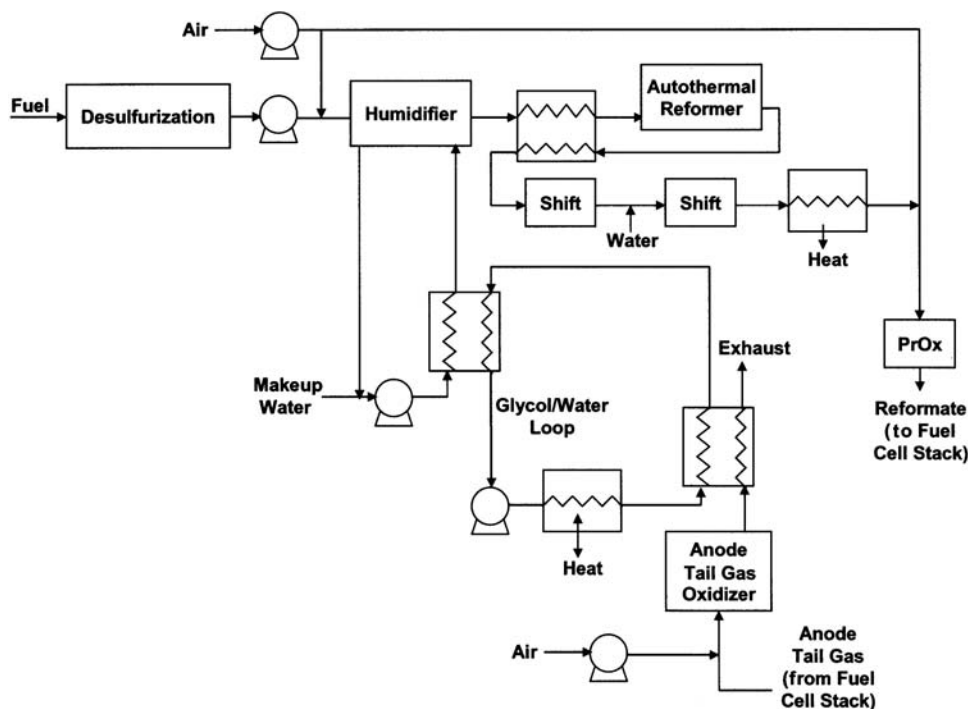 Air
Fuel
Desulfurization
Humidifier
Autothermal
Reformer
Shift
Water
Shift
Heat
PrOx
Reformate
(to Fuel
Cell Stack)
Makeup
Water
Glycol/Water
Loop
Exhaust
Heat
Anode
Tail Gas
Oxidizer
Air
Anode
Tail Gas
(from Fuel
Cell Stack)